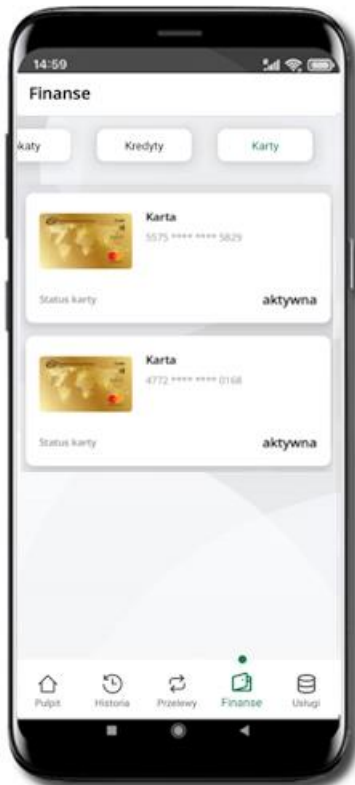 14:59
Finanse
katy
Kredyty
Karty
Karta
5575 **** **** 5829
Status karty
aktywna
Karta
4772 **** **** 0168
Status karty
aktywna
Pulpit
Historia
Przelewy
Finanse
Usługi